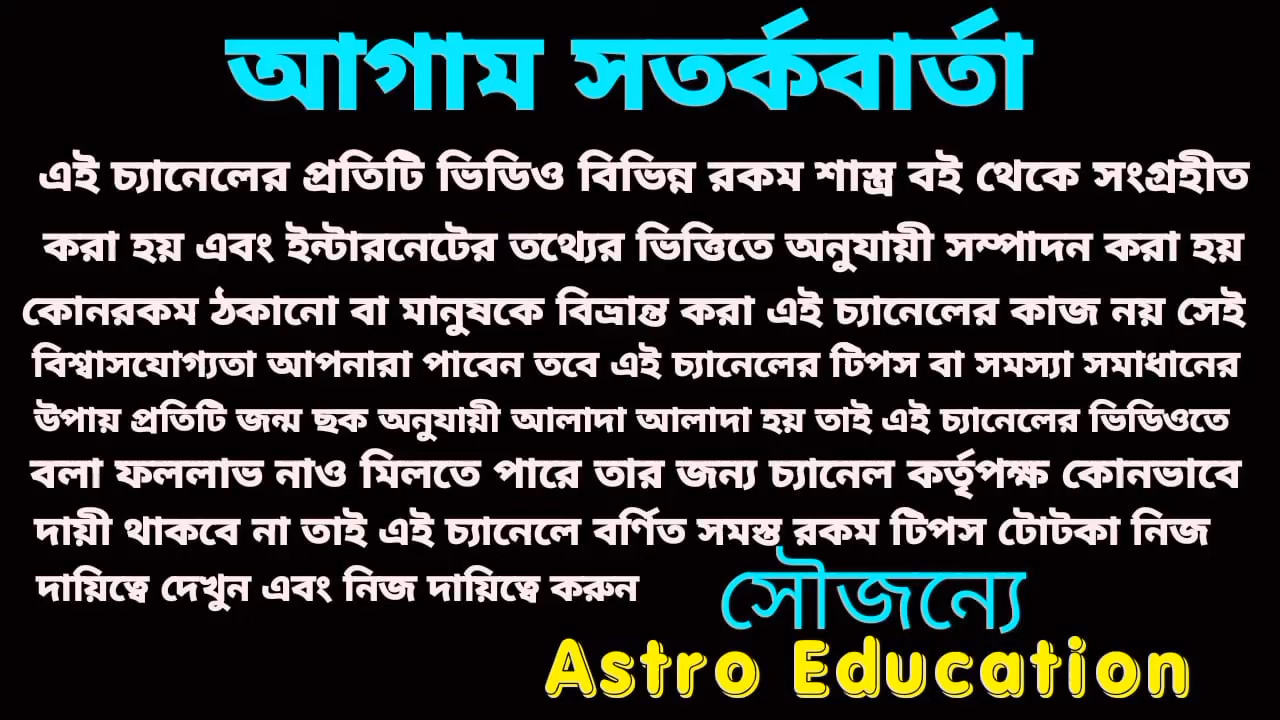 আগাম সতর্কবার্তা
এই চ্যানেলের প্রতিটি ভিডিও বিভিন্ন রকম শাস্ত্র বই থেকে সংগ্রহীত
করা হয় এবং ইন্টারনেটের তথ্যের ভিত্তিতে অনুযায়ী সম্পাদন করা হয়
কোনরকম ঠকানো বা মানুষকে বিভ্রান্ত করা এই চ্যানেলের কাজ নয় সেই
বিশ্বাসযোগ্যতা আপনারা পাবেন তবে এই চ্যানেলের টিপস বা সমস্যা সমাধানের
উপায় প্রতিটি জন্ম ছক অনুযায়ী আলাদা আলাদা হয় তাই এই চ্যানেলের ভিডিওতে
বলা ফললাভ নাও মিলতে পারে তার জন্য চ্যানেল কর্তৃপক্ষ কোনভাবে
দায়ী থাকবে না তাই এই চ্যানেলে বর্ণিত সমস্ত রকম টিপস টোটকা নিজ
দায়িত্বে দেখুন এবং নিজ দায়িত্বে করুন
সৌজন্যে
Astro Education